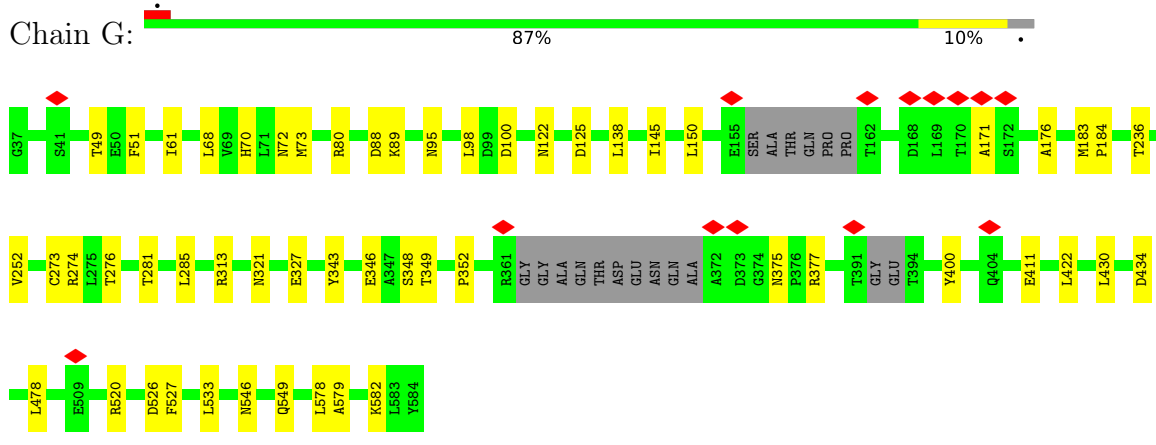 •
Chain G:
87% 10% •
G37 S41 T49 E50 F51 I61 L68 V69 H70 L71 N72 M73 R80 D88 K89 N95 L98 D99 D100 N122 D125 L138 I145 L150 E155 SER ALA THR GLN PRO PRO T162 D168 L169 T170 A171 S172 A176 M183 P184 T236
V252 C273 R274 L275 T276 T281 L285 R313 N321 E327 Y343 E346 A347 S348 T349 P352 R361 GLY GLY ALA GLN THR ASP GLU ASN GLN ALA A372 D373 G374 N375 P376 R377 T391 GLY GLU T394 Y400 Q404 E411 L422 L430 D434
L478 E509 R520 D526 F527 L533 N546 Q549 L578 A579 K582 L583 Y584